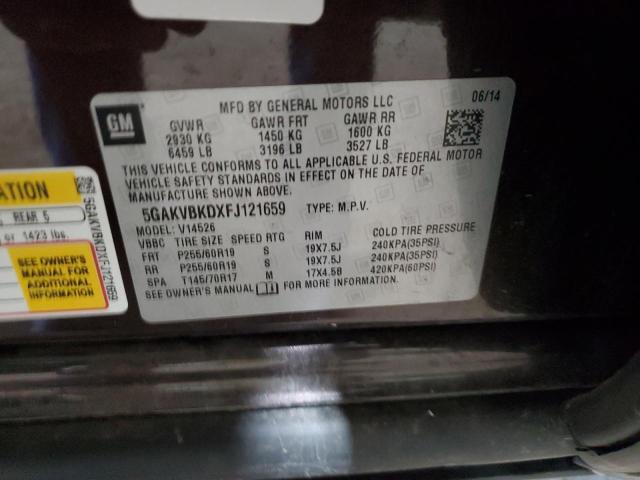 GM
MFD BY GENERAL MOTORS LLC 06/14
GVWR GAWR FRT GAWR RR
2930 KG 1450 KG 1600 KG
6459 LB 3196 LB 3527 LB
THIS VEHICLE CONFORMS TO ALL APPLICABLE U.S. FEDERAL MOTOR
VEHICLE SAFETY STANDARDS IN EFFECT ON THE DATE OF
MANUFACTURE SHOWN ABOVE.
5GAKVBKDXFJ121659 TYPE: M.P.V.
MODEL: V14526
VBBC TIRE SIZE SPEED RTG RIM COLD TIRE PRESSURE
FRT P255/60R19 S 19X7.5J 240KPA(35PSI)
RR P255/60R19 S 19X7.5J 240KPA(35PSI)
SPA T145/70R17 M 17X4.5B 420KPA(60PSI)
SEE OWNER'S MANUAL FOR MORE INFORMATION.
ATION
REAR 5
or 1423 lbs.
SEE OWNER'S
MANUAL FOR
ADDITIONAL
INFORMATION
5GAKVBKDXFJ121659